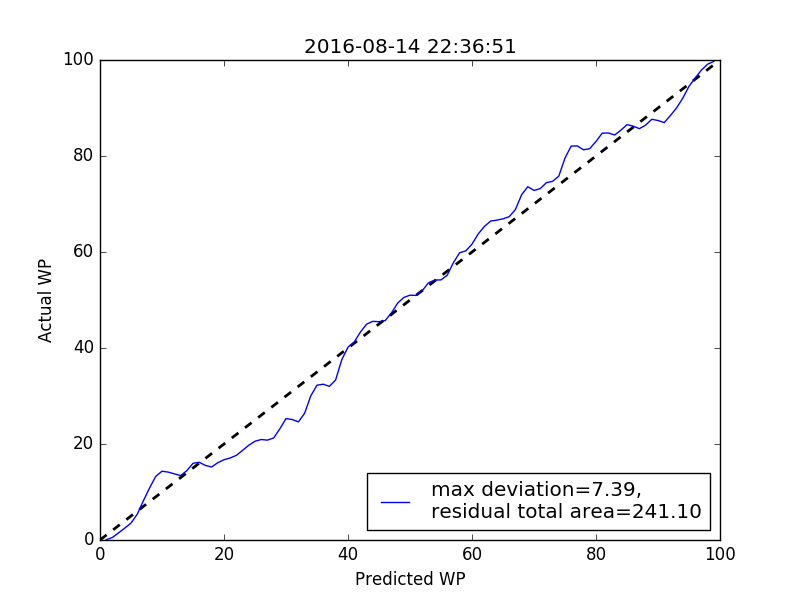 2016-08-14 22:36:51
100
80
60
40
20
0
Actual WP
max deviation=7.39,
residual total area=241.10
0 20 40 60 80 100
Predicted WP